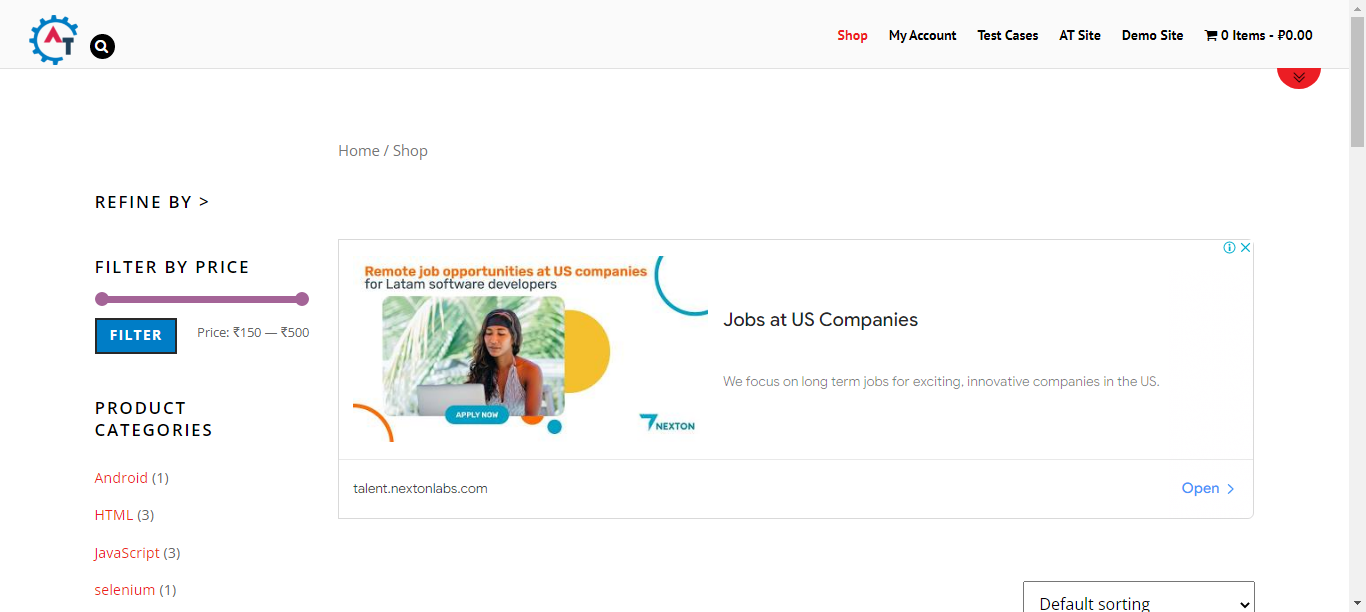 AT
Shop
My Account
Test Cases
AT Site
Demo Site
0 Items - ₽0.00
Home / Shop
REFINE BY >
FILTER BY PRICE
FILTER
Price: ₹150 — ₹500
PRODUCT
CATEGORIES
Android (1)
HTML (3)
JavaScript (3)
selenium (1)
Remote job opportunities at US companies
for Latam software developers
APPLY NOW
NEXTON
Jobs at US Companies
We focus on long term jobs for exciting, innovative companies in the US.
talent.nextonlabs.com
Open
Default sorting